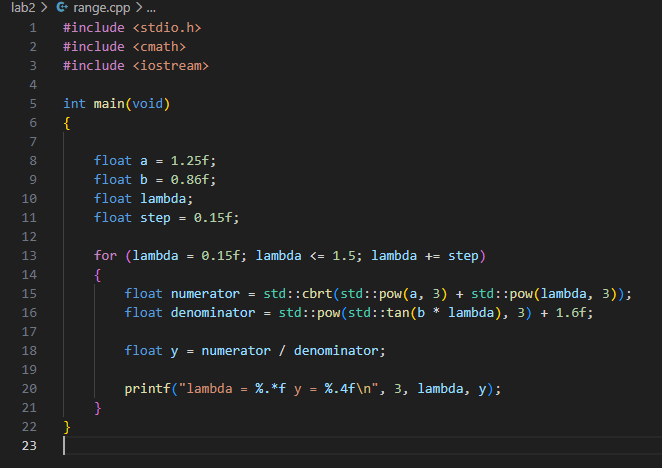 lab2 > range.cpp > ...
1 #include <stdio.h>
2 #include <cmath>
3 #include <iostream>
4
5 int main(void)
6 {
7
8     float a = 1.25f;
9     float b = 0.86f;
10     float lambda;
11     float step = 0.15f;
12
13     for (lambda = 0.15f; lambda <= 1.5; lambda += step)
14     {
15         float numerator = std::cbrt(std::pow(a, 3) + std::pow(lambda, 3));
16         float denominator = std::pow(std::tan(b * lambda), 3) + 1.6f;
17
18         float y = numerator / denominator;
19
20         printf("lambda = %.*f y = %.4f\n", 3, lambda, y);
21     }
22 }
23